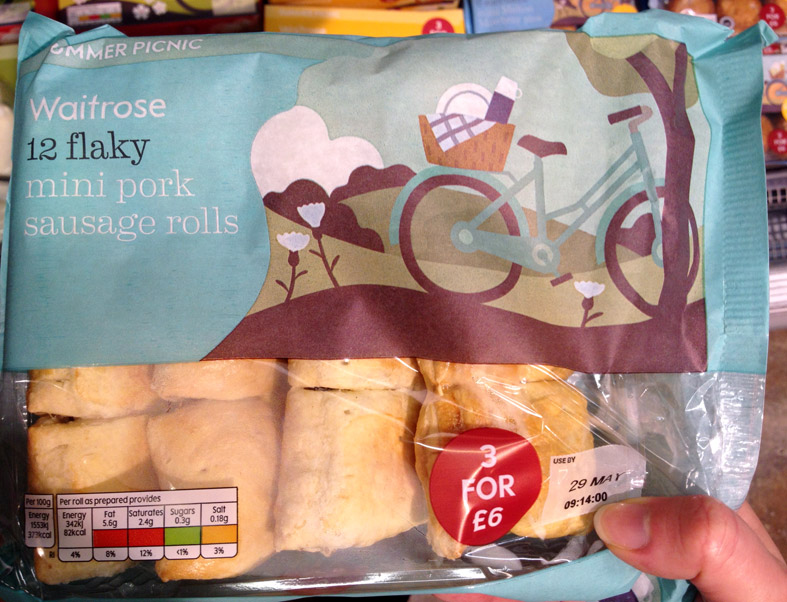 SUMMER PICNIC
Waitrose
12 flaky
mini pork
sausage rolls
3
FOR
£6
USE BY
29 MAY
09:14:00
Per 100g
Energy
1553kJ
371kcal
Per roll as prepared provides
Energy
342kJ
82kcal
4%
Fat
5.6g
8%
Saturates
2.4g
12%
Sugars
0.3g
<1%
Salt
0.18g
3%